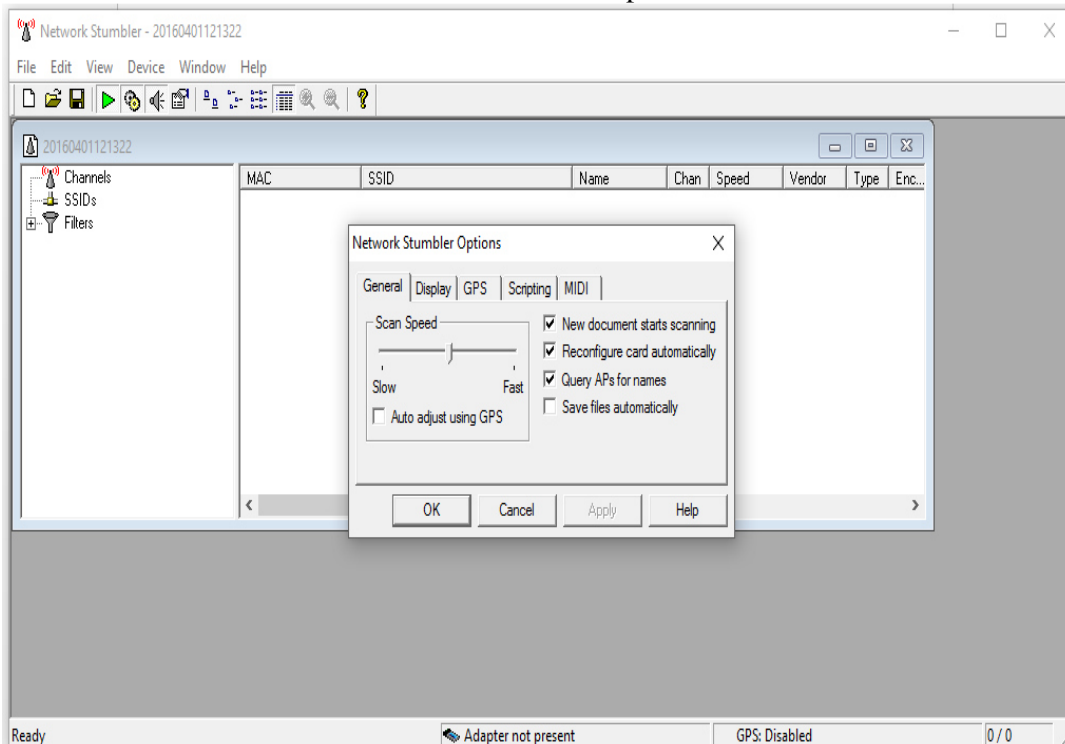 Network Stumbler - 20160401121322
File Edit View Device Window Help
20160401121322
Channels
SSIDs
Filters
MAC SSID Name Chan Speed Vendor Type Enc...
Network Stumbler Options
General Display GPS Scripting MIDI
Scan Speed
Slow Fast
Auto adjust using GPS
New document starts scanning
Reconfigure card automatically
Query APs for names
Save files automatically
OK Cancel Apply Help
Ready Adapter not present GPS: Disabled 0 / 0